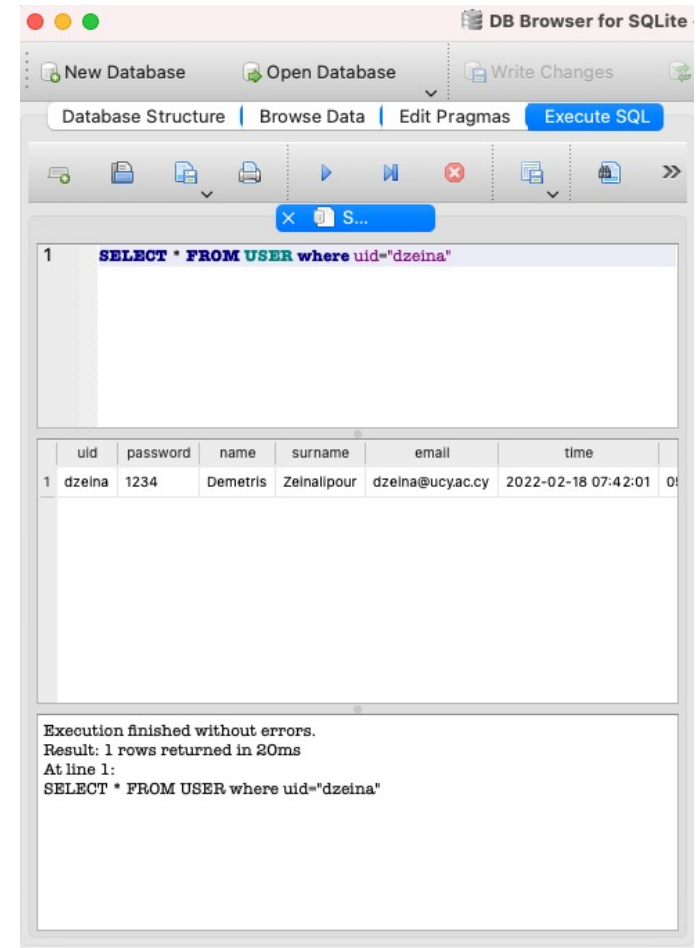 DB Browser for SQLite
New Database Open Database Write Changes
Database Structure Browse Data Edit Pragmas Execute SQL
S...
1 SELECT * FROM USER where uid="dzeina"
uid password name surname email time
1 dzeina 1234 Demetris Zeinalipour dzeina@ucy.ac.cy 2022-02-18 07:42:01
Execution finished without errors.
Result: 1 rows returned in 20ms
At line 1:
SELECT * FROM USER where uid="dzeina"